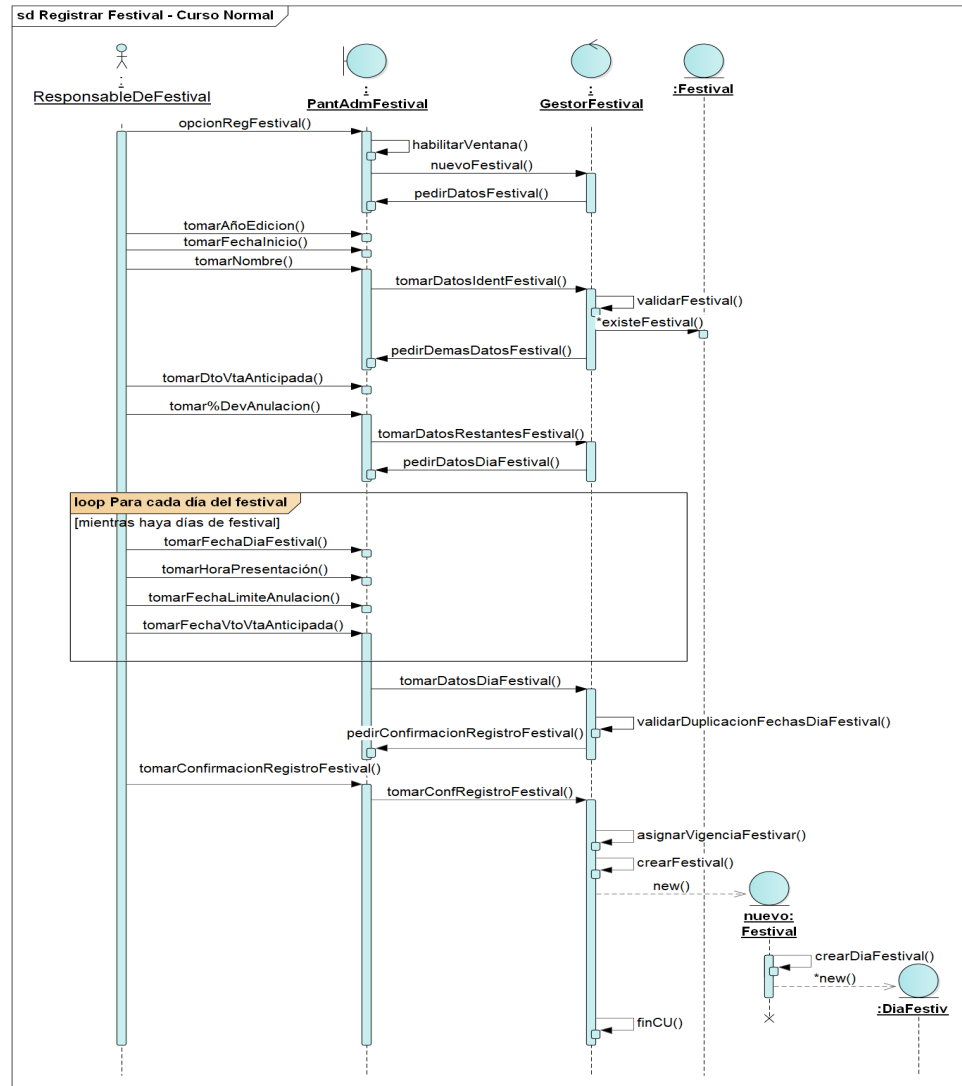 sd Registrar Festival - Curso Normal
:
ResponsableDeFestival
:
PantAdmFestival
:
GestorFestival
:Festival
opcionRegFestival()
habilitarVentana()
nuevoFestival()
pedirDatosFestival()
tomarAñoEdicion()
tomarFechaInicio()
tomarNombre()
tomarDatosIdentFestival()
validarFestival()
*existeFestival()
pedirDemasDatosFestival()
tomarDtoVtaAnticipada()
tomar%DevAnulacion()
tomarDatosRestantesFestival()
pedirDatosDiaFestival()
loop Para cada día del festival
[mientras haya días de festival]
tomarFechaDiaFestival()
tomarHoraPresentación()
tomarFechaLimiteAnulacion()
tomarFechaVtoVtaAnticipada()
tomarDatosDiaFestival()
validarDuplicacionFechasDiaFestival()
pedirConfirmacionRegistroFestival()
tomarConfirmacionRegistroFestival()
tomarConfRegistroFestival()
asignarVigenciaFestivar()
crearFestival()
new()
nuevo:
Festival
crearDiaFestival()
*new()
:DiaFestiv
finCU()